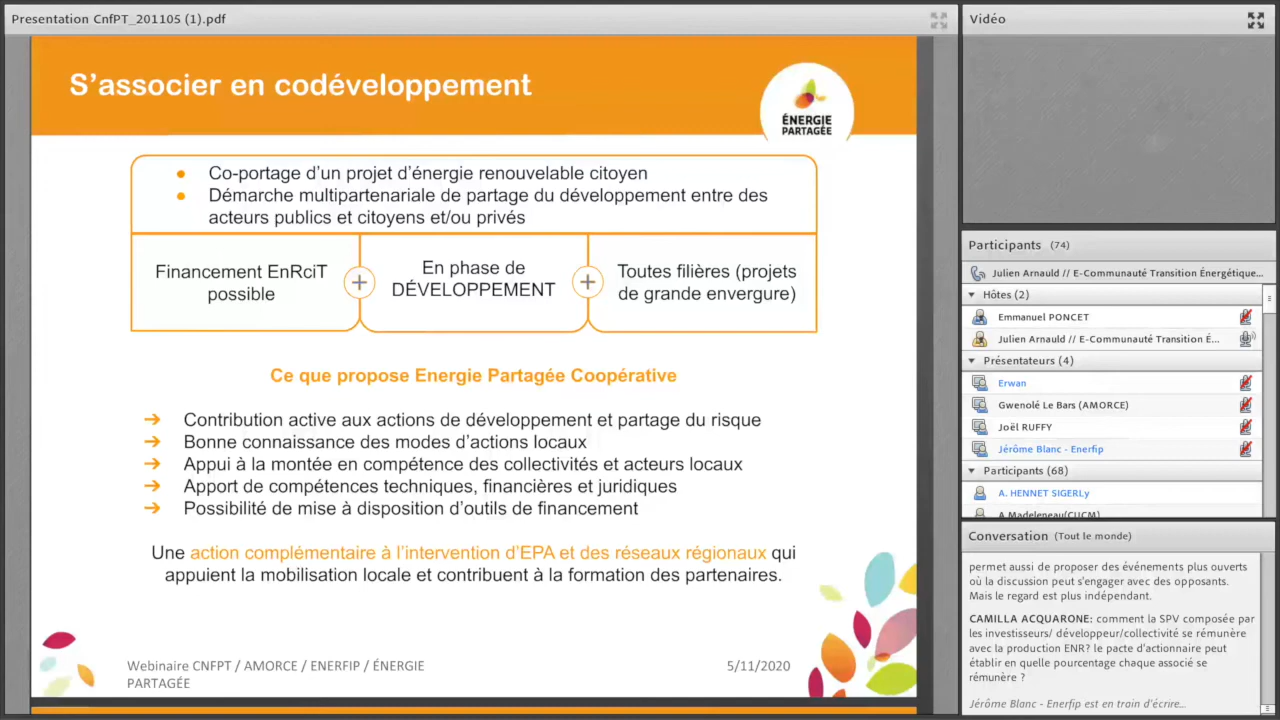 Presentation CnfPT_201105 (1).pdf
S'associer en codéveloppement
ÉNERGIE
PARTAGÉE
Co-portage d'un projet d'énergie renouvelable citoyen
Démarche multipartenariale de partage du développement entre des
acteurs publics et citoyens et/ou privés
Financement EnRciT
possible
+
En phase de
DÉVELOPPEMENT
+
Toutes filières (projets
de grande envergure)
Ce que propose Energie Partagée Coopérative
➔ Contribution active aux actions de développement et partage du risque
➔ Bonne connaissance des modes d'actions locaux
➔ Appui à la montée en compétence des collectivités et acteurs locaux
➔ Apport de compétences techniques, financières et juridiques
➔ Possibilité de mise à disposition d'outils de financement
Une action complémentaire à l'intervention d'EPA et des réseaux régionaux qui
appuient la mobilisation locale et contribuent à la formation des partenaires.
Webinaire CNFPT / AMORCE / ENERFIP / ÉNERGIE
PARTAGÉE
5/11/2020
Vidéo
Participants (74)
Julien Arnauld // E-Communauté Transition Énergétique...
Hôtes (2)
Emmanuel PONCET
Julien Arnauld // E-Communauté Transition É...
Présentateurs (4)
Erwan
Gwenolé Le Bars (AMORCE)
Joël RUFFY
Jérôme Blanc - Enerfip
Participants (68)
A. HENNET SIGERLy
A.Madeleneau(CUCM)
Conversation (Tout le monde)
permet aussi de proposer des événements plus ouverts
où la discussion peut s'engager avec des opposants.
Mais le regard est plus indépendant.
CAMILLA ACQUARONE: comment la SPV composée par
les investisseurs/ développeur/collectivité se rémunère
avec la production ENR? le pacte d'actionnaire peut
établir en quelle pourcentage chaque associé se
rémunère ?
Jérôme Blanc - Enerfip est en train d'écrire...